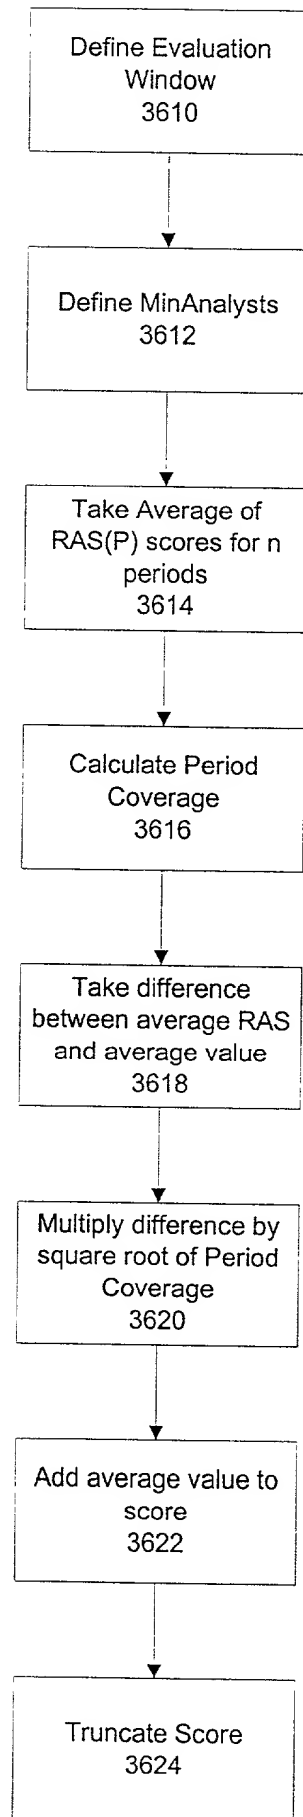 Define Evaluation
Window
3610
Define MinAnalysts
3612
Take Average of
RAS(P) scores for n
periods
3614
Calculate Period
Coverage
3616
Take difference
between average RAS
and average value
3618
Multiply difference by
square root of Period
Coverage
3620
Add average value to
score
3622
Truncate Score
3624